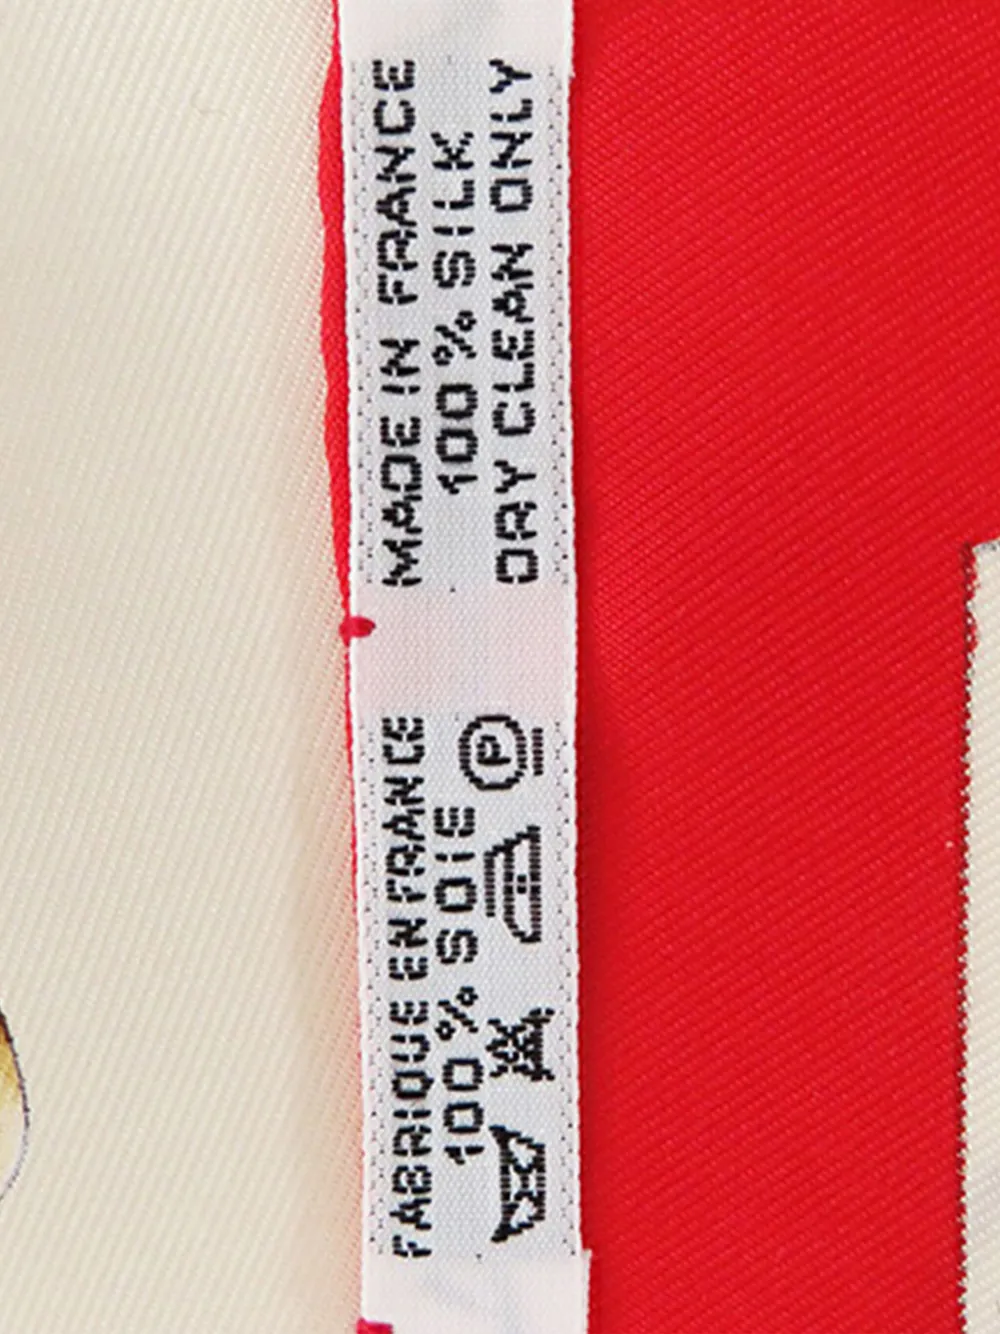 FABRIQUE EN FRANCE
100% SOIE
P
MADE IN FRANCE
100% SILK
DRY CLEAN ONLY